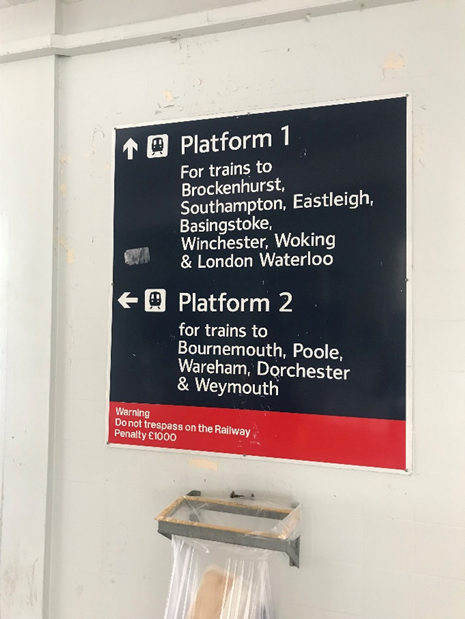 Platform 1
For trains to
Brockenhurst,
Southampton, Eastleigh,
Basingstoke,
Winchester, Woking
& London Waterloo
Platform 2
for trains to
Bournemouth, Poole,
Wareham, Dorchester
& Weymouth
Warning
Do not trespass on the Railway
Penalty £1000